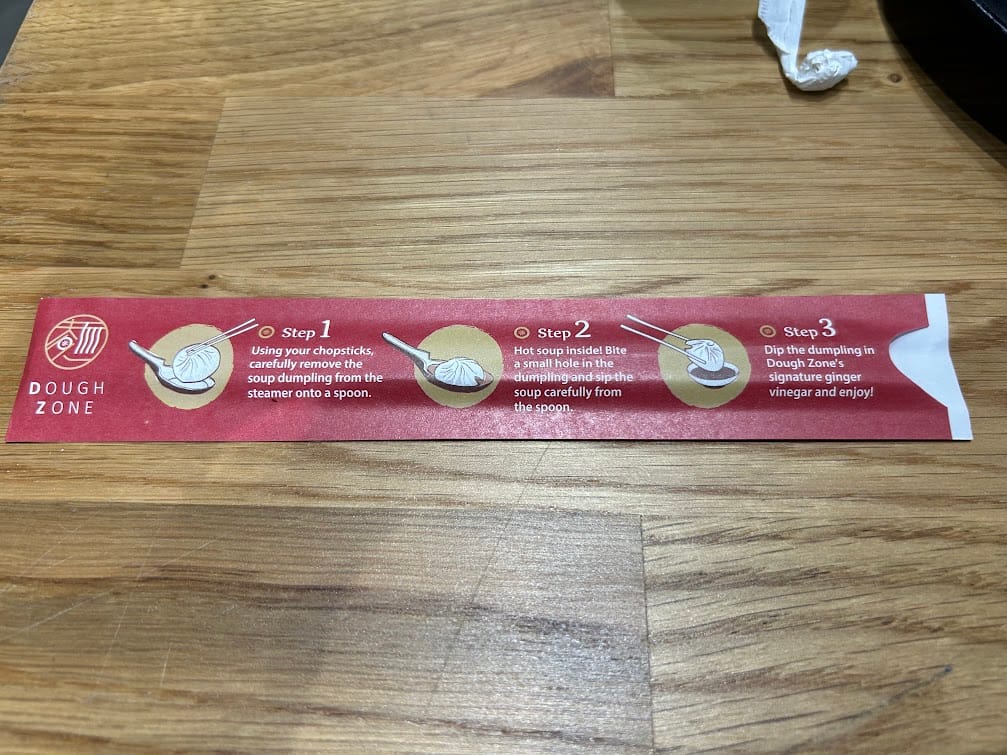 DOUGH
ZONE
Step 1
Using your chopsticks,
carefully remove the
soup dumpling from the
steamer onto a spoon.
Step 2
Hot soup inside! Bite
a small hole in the
dumpling and sip the
soup carefully from
the spoon.
Step 3
Dip the dumpling in
Dough Zone's
signature ginger
vinegar and enjoy!